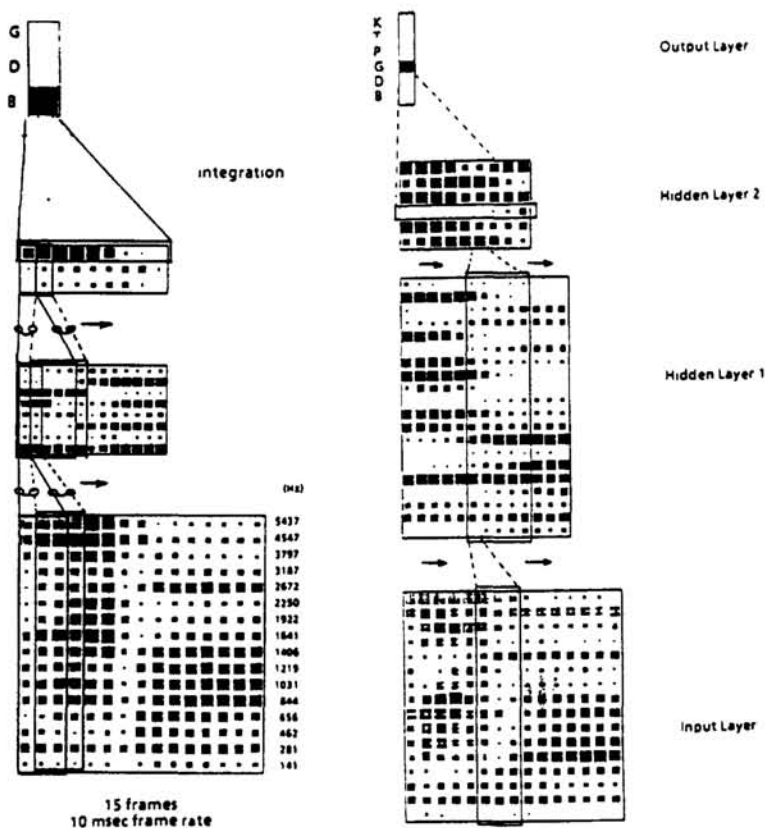 G
D
B
Integration
(Hz)
5437
4547
3797
3187
2672
2250
1922
1641
1406
1219
1031
844
656
462
281
141
15 frames
10 msec frame rate
K
T
P
G
D
B
Output Layer
Hidden Layer 2
Hidden Layer 1
Input Layer